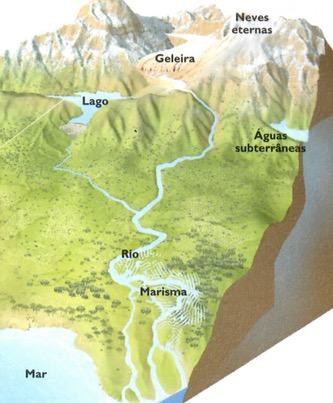 Neves
eternas
Geleira
Lago
Águas
subterrâneas
Rio
Marisma
Mar